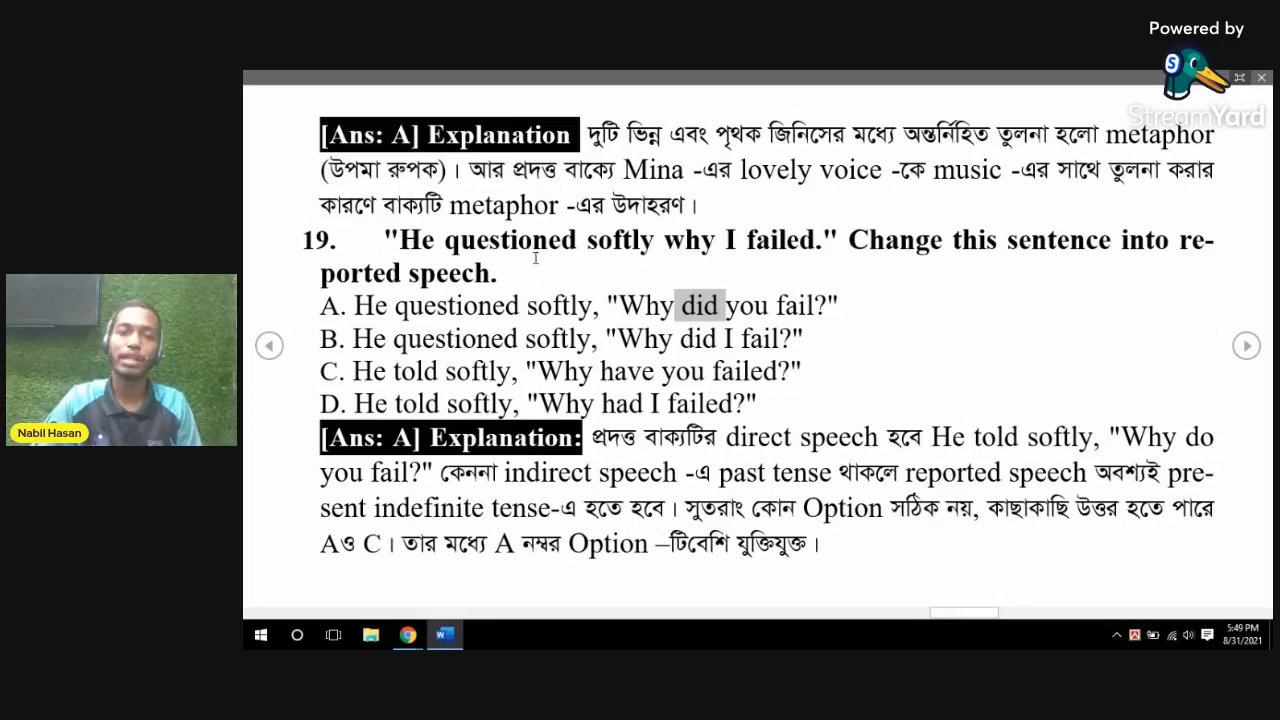 Powered by
StreamYard
[Ans: A] Explanation দুটি ভিন্ন এবং পৃথক জিনিসের মধ্যে অন্তর্নিহিত তুলনা হলো metaphor
(উপমা রুপক)। আর প্রদত্ত বাক্যে Mina -এর lovely voice -কে music -এর সাথে তুলনা করার
কারণে বাক্যটি metaphor -এর উদাহরণ।
19. "He questioned softly why I failed." Change this sentence into re-
ported speech.
A. He questioned softly, "Why did you fail?"
B. He questioned softly, "Why did I fail?"
C. He told softly, "Why have you failed?"
D. He told softly, "Why had I failed?"
[Ans: A] Explanation: প্রদত্ত বাক্যটির direct speech হবে He told softly, "Why do
you fail?" কেননা indirect speech -এ past tense থাকলে reported speech অবশ্যই pre-
sent indefinite tense-এ হতে হবে। সুতরাং কোন Option সঠিক নয়, কাছাকাছি উত্তর হতে পারে
Aও C। তার মধ্যে A নম্বর Option –টিবেশি যুক্তিযুক্ত।
Nabil Hasan
5:49 PM
8/31/2021